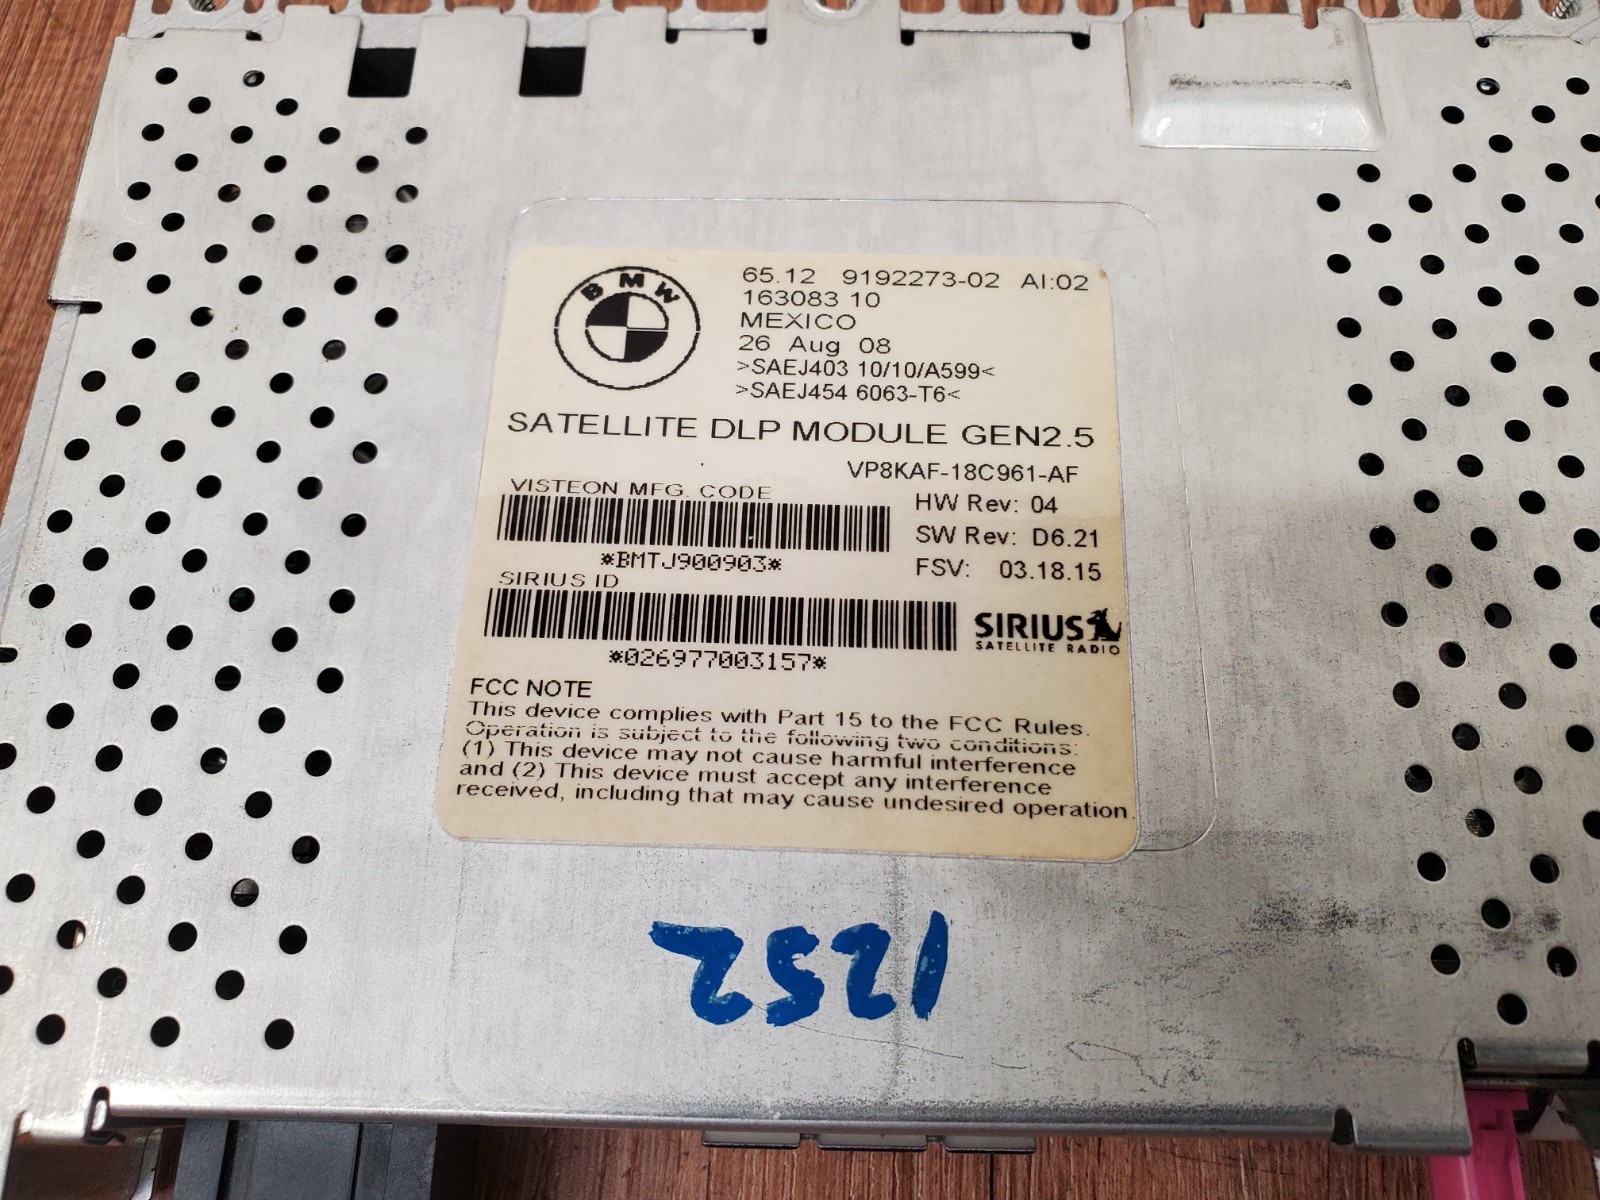 BMW
65.12 9192273-02 AI:02
163083 10
MEXICO
26 Aug 08
>SAEJ403 10/10/A599<
>SAEJ454 6063-T6<
SATELLITE DLP MODULE GEN2.5
VP8KAF-18C961-AF
VISTEON MFG. CODE
HW Rev: 04
SW Rev: D6.21
*BMTJ900903*
FSV: 03.18.15
SIRIUS ID
SIRIUS
SATELLITE RADIO
*026977003157*
FCC NOTE
This device complies with Part 15 to the FCC Rules.
Operation is subject to the following two conditions:
(1) This device may not cause harmful interference
and (2) This device must accept any interference
received, including that may cause undesired operation.
1252